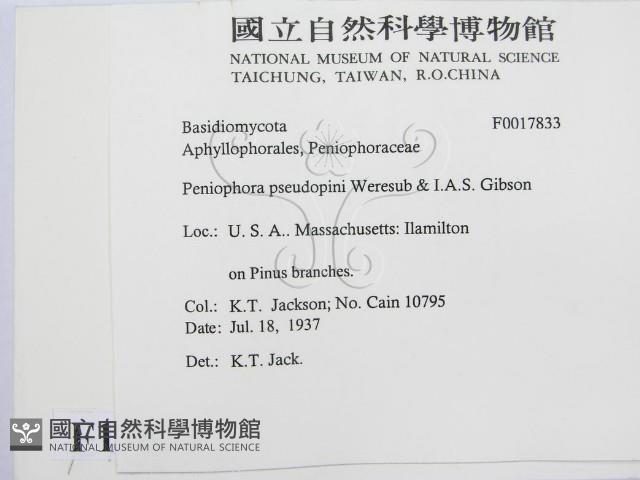 國立自然科學博物館
NATIONAL MUSEUM OF NATURAL SCIENCE
TAICHUNG, TAIWAN, R.O.CHINA
Basidiomycota F0017833
Aphyllophorales, Peniophoraceae
Peniophora pseudopini Weresub & I.A.S. Gibson
Loc.: U. S. A.. Massachusetts: Ilamilton
on Pinus branches.
Col.: K.T. Jackson; No. Cain 10795
Date: Jul. 18, 1937
Det.: K.T. Jack.
國立自然科學博物館
NATIONAL MUSEUM OF NATURAL SCIENCE